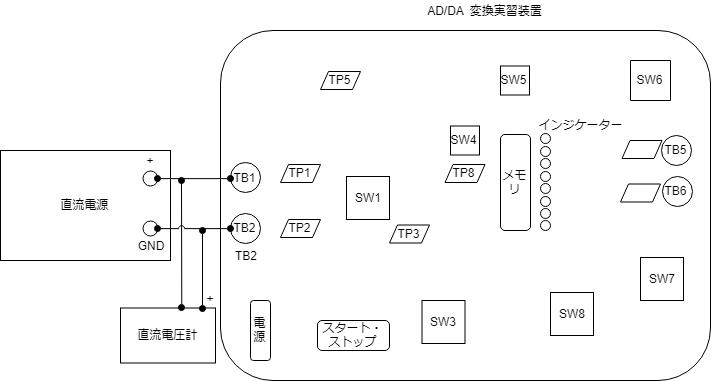 AD/DA 変換実習装置
TP5
SW5
SW6
インジケーター
SW4
+
TB1
TP1
TP8
メモ
リ
TB5
直流電源
SW1
TB6
TB2
TP2
TP3
GND
TB2
SW7
+
直流電圧計
電
源
スタート・
ストップ
SW3
SW8